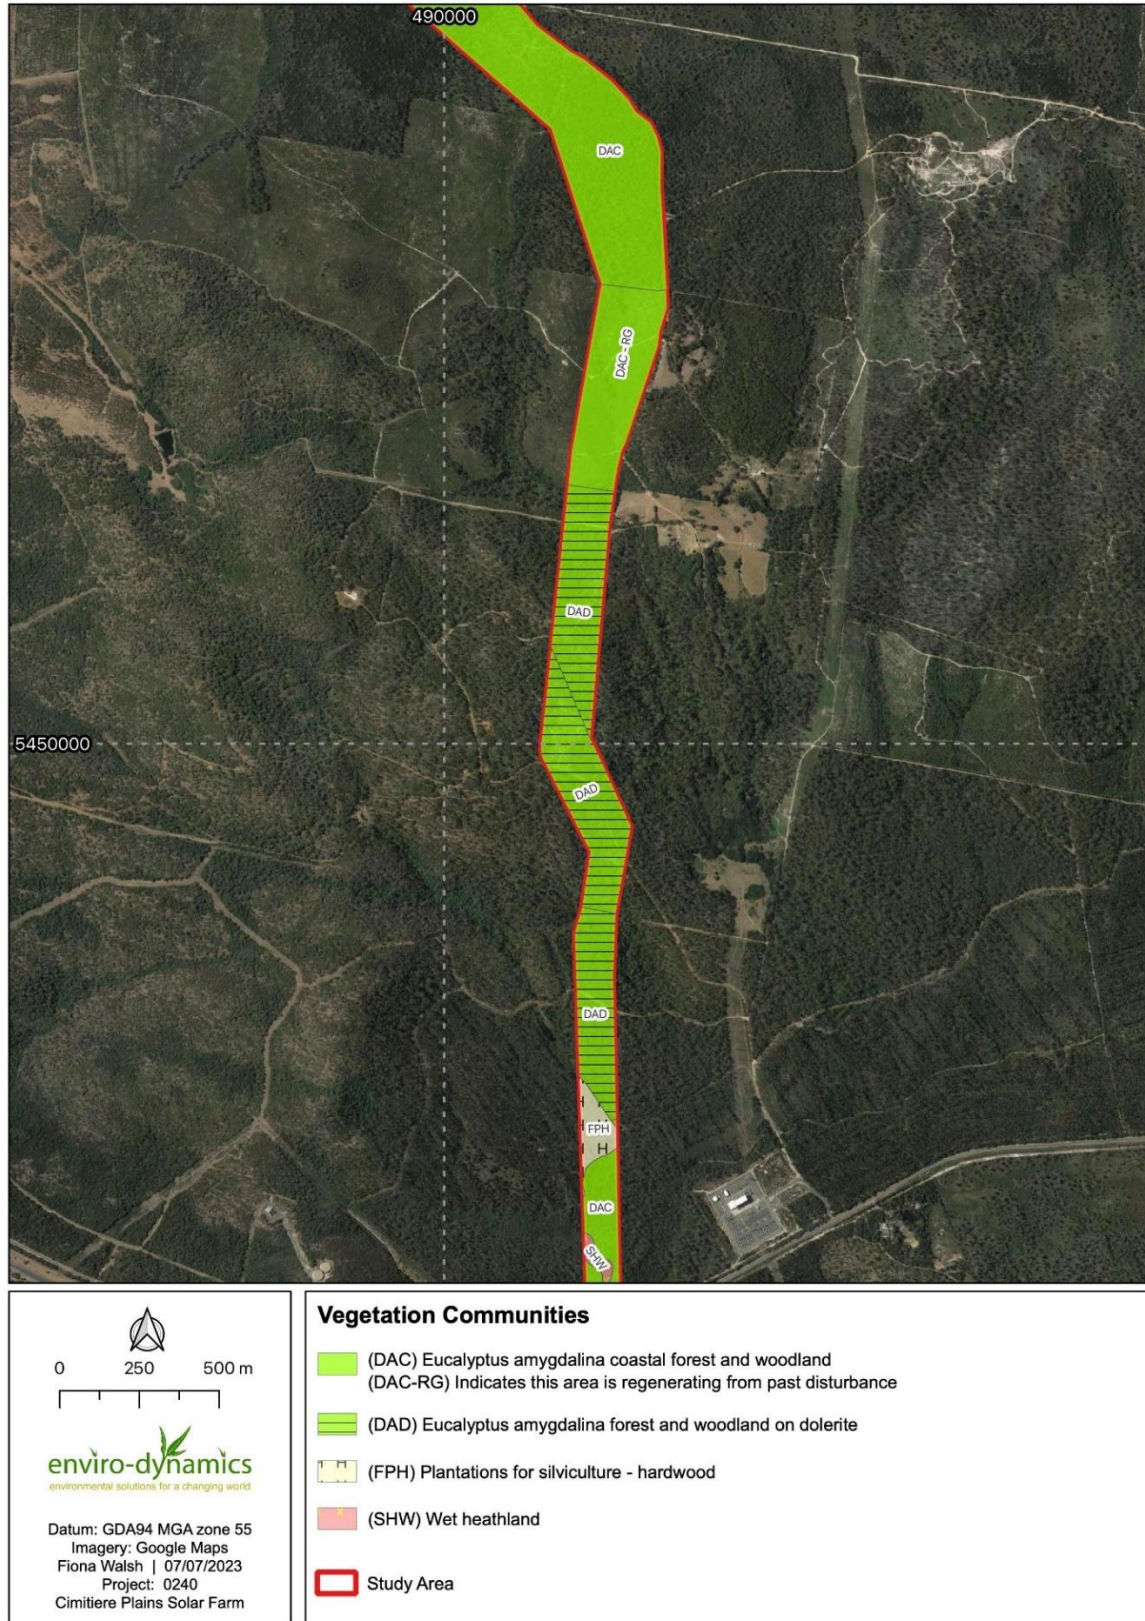 490000
DAC
DAC - RG
DAD
5450000
DAD
DAD
FPH
H
DAC
SHW
0 250 500 m
enviro-dynamics
environmental solutions for a changing world
Datum: GDA94 MGA zone 55
Imagery: Google Maps
Fiona Walsh | 07/07/2023
Project: 0240
Cimitiere Plains Solar Farm
Vegetation Communities
(DAC) Eucalyptus amygdalina coastal forest and woodland
(DAC-RG) Indicates this area is regenerating from past disturbance
(DAD) Eucalyptus amygdalina forest and woodland on dolerite
H
(FPH) Plantations for silviculture - hardwood
(SHW) Wet heathland
Study Area